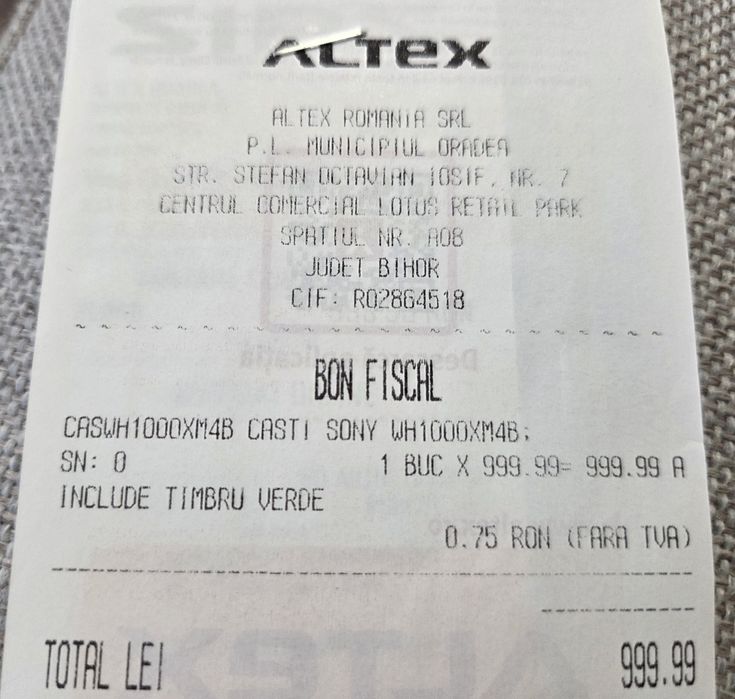 ALTEX
ALTEX ROMANIA SRL
P.L. MUNICIPIUL ORADEA
STR. STEFAN OCTAVIAN IOSIF, NR. 7
CENTRUL COMERCIAL LOTUS RETAIL PARK
SPATIUL NR. A08
JUDET BIHOR
CIF: RO2864518
BON FISCAL
CASWH1000XM4B CASTI SONY WH1000XM4B;
SN: 0 1 BUC X 999.99= 999.99 A
INCLUDE TIMBRU VERDE
0.75 RON (FARA TVA)
TOTAL LEI 999.99